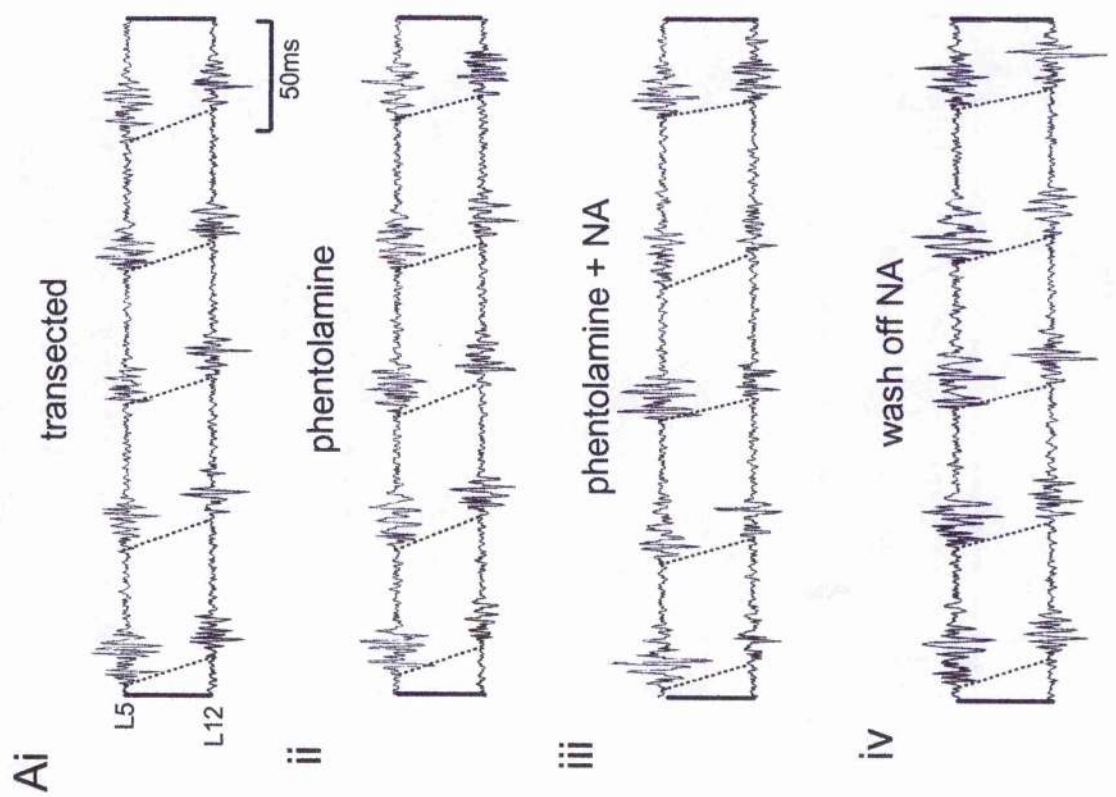 Ai
transected
L5
L12
50ms
ii
phentolamine
iii
phentolamine + NA
iv
wash off NA